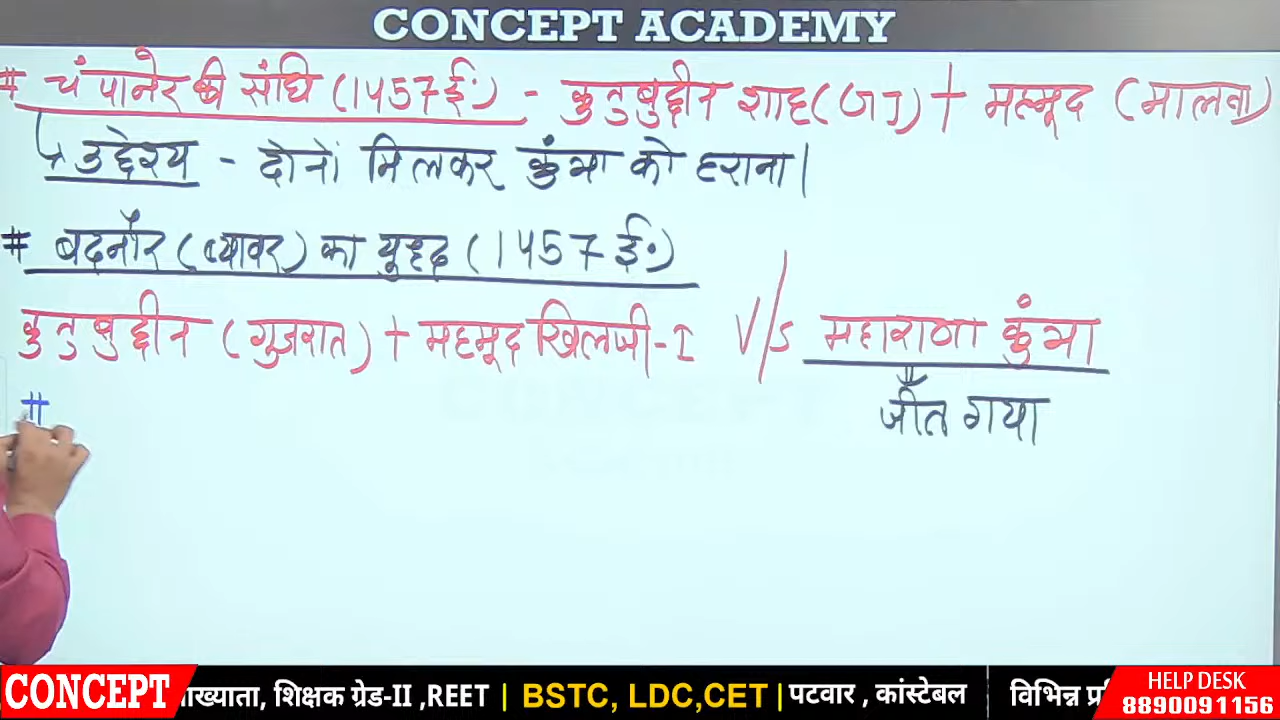 CONCEPT ACADEMY
# चंपानेर की संधि (1457 ई.) - कुतुबुद्दीन शाह (GJ) + महमूद (मालवा)
↳ उद्देश्य - दोनों मिलकर कुंभा को हराना।
# बदनौर (ब्यावर) का युद्ध (1457 ई.)
कुतुबुद्दीन (गुजरात) + महमूद खिलजी-I V/s महाराणा कुंभा
जीत गया
#
CONCEPT ाख्याता, शिक्षक ग्रेड-II ,REET | BSTC, LDC,CET | पटवार , कांस्टेबल | विभिन्न प्र HELP DESK
8890091156